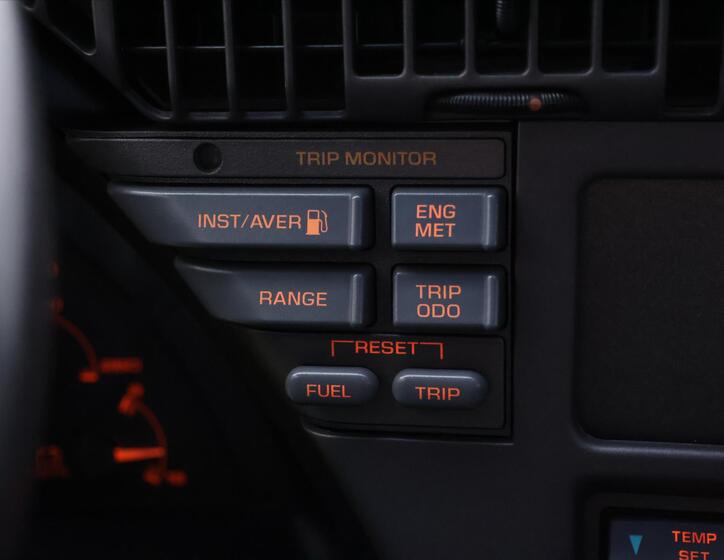 TRIP MONITOR
INST/AVER
ENG
MET
RANGE
TRIP
ODO
RESET
FUEL
TRIP
TEMP
SET